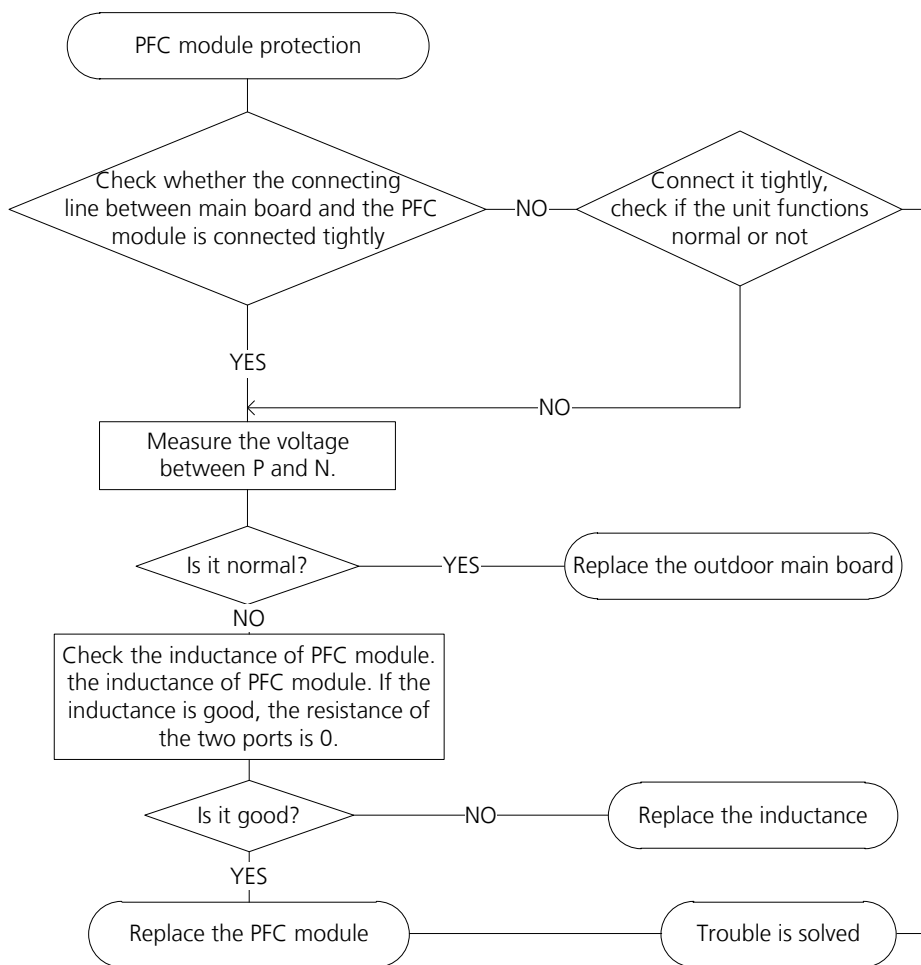 PFC module protection
Check whether the connecting
line between main board and the PFC
module is connected tightly
NO
Connect it tightly,
check if the unit functions
normal or not
YES
NO
Measure the voltage
between P and N.
Is it normal?
YES
Replace the outdoor main board
NO
Check the inductance of PFC module.
the inductance of PFC module. If the
inductance is good, the resistance of
the two ports is 0.
Is it good?
NO
Replace the inductance
YES
Replace the PFC module
Trouble is solved